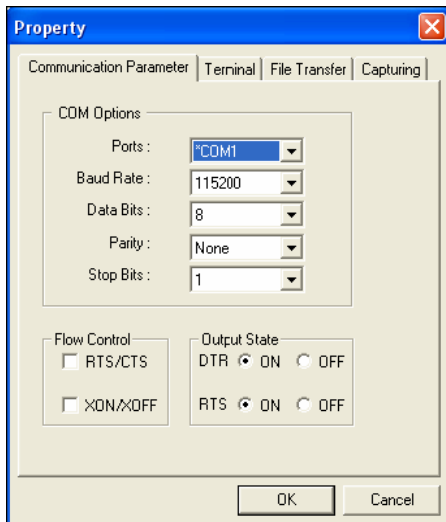 Property
Communication Parameter Terninal File Transfer Capturing
COM Options
Ports : *COM1
Baud Rate : 115200
Data Bits : 8
Parity : None
Stop Bits : 1
Flow Control
RTS/CTS
XON/XOFF
Output State
DTR ON OFF
RTS ON OFF
OK Cancel